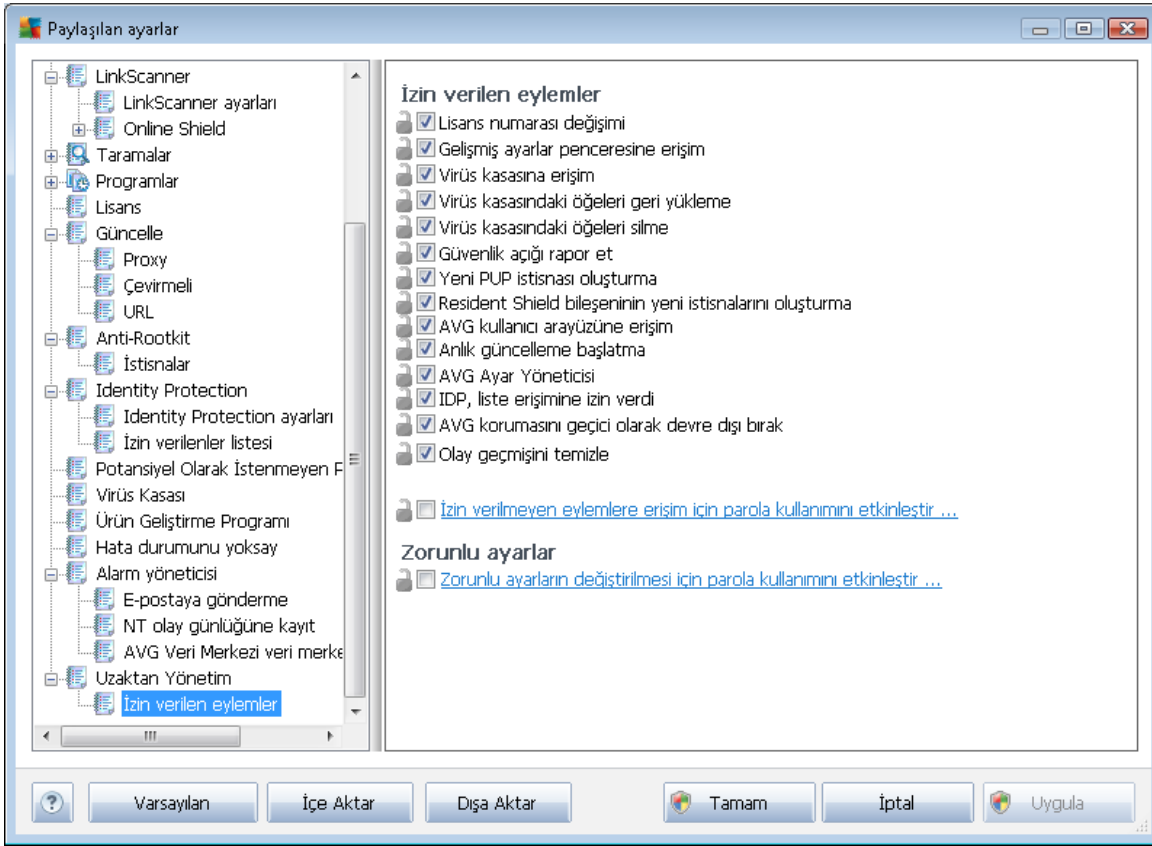 Paylaşılan ayarlar
LinkScanner
LinkScanner ayarları
Online Shield
Taramalar
Programlar
Lisans
Güncelle
Proxy
Çevirmeli
URL
Anti-Rootkit
İstisnalar
Identity Protection
Identity Protection ayarları
İzin verilenler listesi
Potansiyel Olarak İstenmeyen P
Virüs Kasası
Ürün Geliştirme Programı
Hata durumunu yoksay
Alarm yöneticisi
E-postaya gönderme
NT olay günlüğüne kayıt
AVG Veri Merkezi veri merke
Uzaktan Yönetim
İzin verilen eylemler
İzin verilen eylemler
Lisans numarası değişimi
Gelişmiş ayarlar penceresine erişim
Virüs kasasına erişim
Virüs kasasındaki öğeleri geri yükleme
Virüs kasasındaki öğeleri silme
Güvenlik açığı rapor et
Yeni PUP istisnası oluşturma
Resident Shield bileşeninin yeni istisnalarını oluşturma
AVG kullanıcı arayüzüne erişim
Anlık güncelleme başlatma
AVG Ayar Yöneticisi
IDP, liste erişimine izin verdi
AVG korumasını geçici olarak devre dışı bırak
Olay geçmişini temizle
İzin verilmeyen eylemlere erişim için parola kullanımını etkinleştir ...
Zorunlu ayarlar
Zorunlu ayarların değiştirilmesi için parola kullanımını etkinleştir ...
? Varsayılan İçe Aktar Dışa Aktar Tamam İptal Uygula